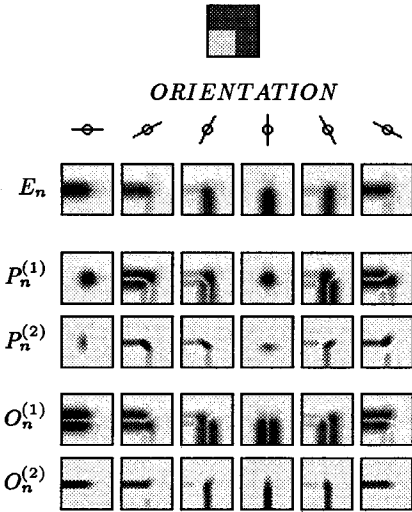 ORIENTATION
E_n
P_n^{(1)}
P_n^{(2)}
O_n^{(1)}
O_n^{(2)}